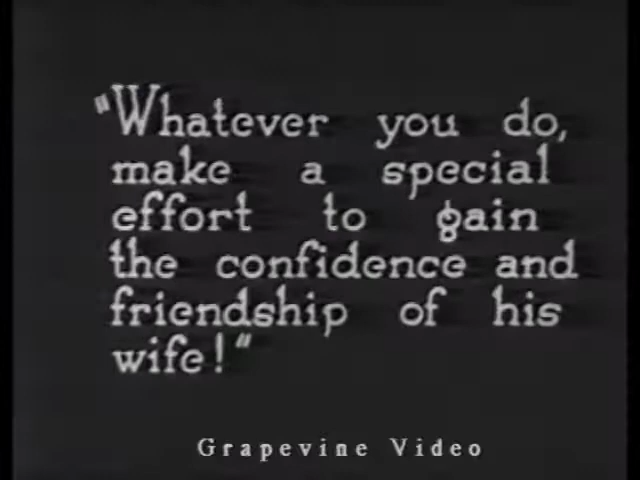 "Whatever you do,
make a special
effort to gain
the confidence and
friendship of his
wife!"
Grapevine Video